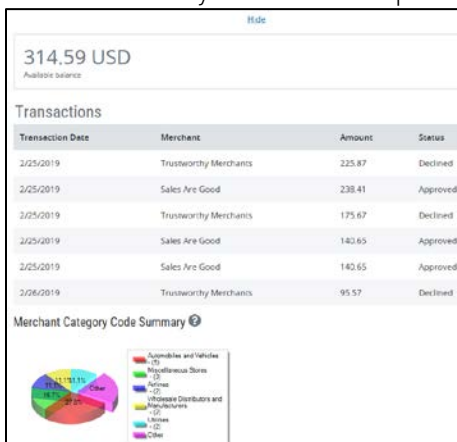 Hide
314.59 USD
Available balance
Transactions
Transaction Date Merchant Amount Status
2/25/2019 Trustworthy Merchants 225.87 Declined
2/25/2019 Sales Are Good 238.41 Approved
2/25/2019 Trustworthy Merchants 175.67 Declined
2/25/2019 Sales Are Good 140.65 Approved
2/25/2019 Sales Are Good 140.65 Approved
2/26/2019 Trustworthy Merchants 95.57 Declined
Merchant Category Code Summary ?
Automobiles and Vehicles
- (5)
Miscellaneous Stores
- (3)
Airlines
- (2)
Wholesale Distributors and
Manufacturers
- (2)
Utilities
- (2)
Other
11.1%
Other